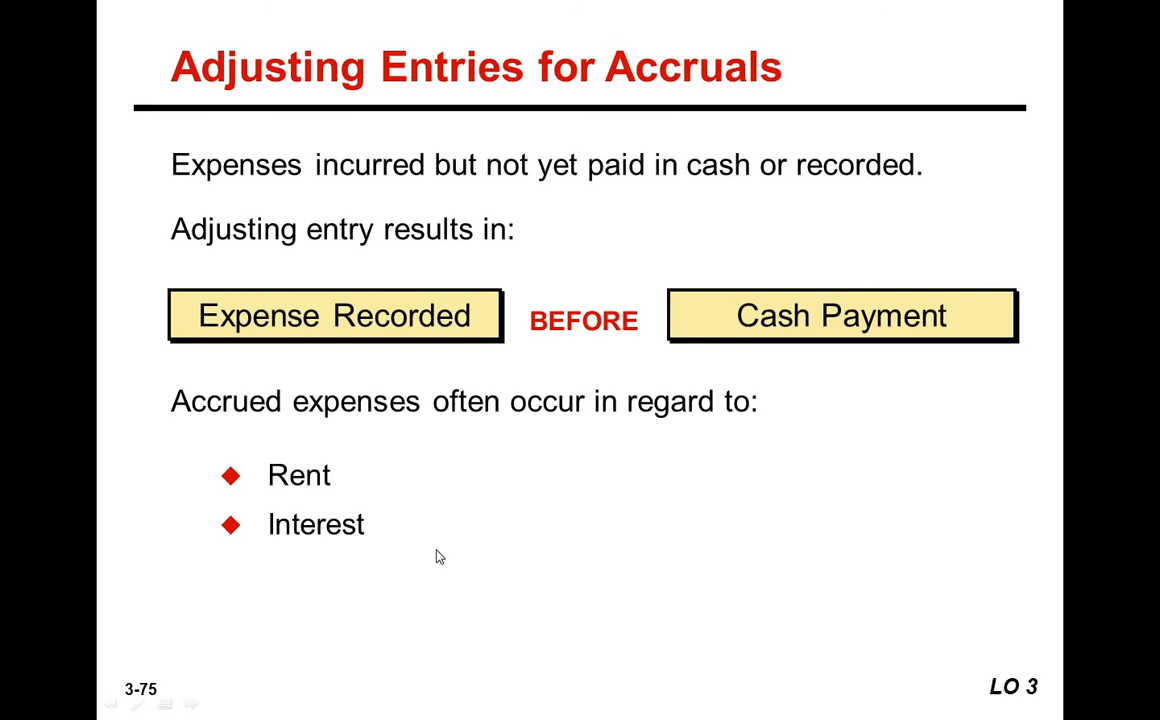 Adjusting Entries for Accruals
Expenses incurred but not yet paid in cash or recorded.
Adjusting entry results in:
Expense Recorded BEFORE Cash Payment
Accrued expenses often occur in regard to:
Rent
Interest
3-75 LO 3